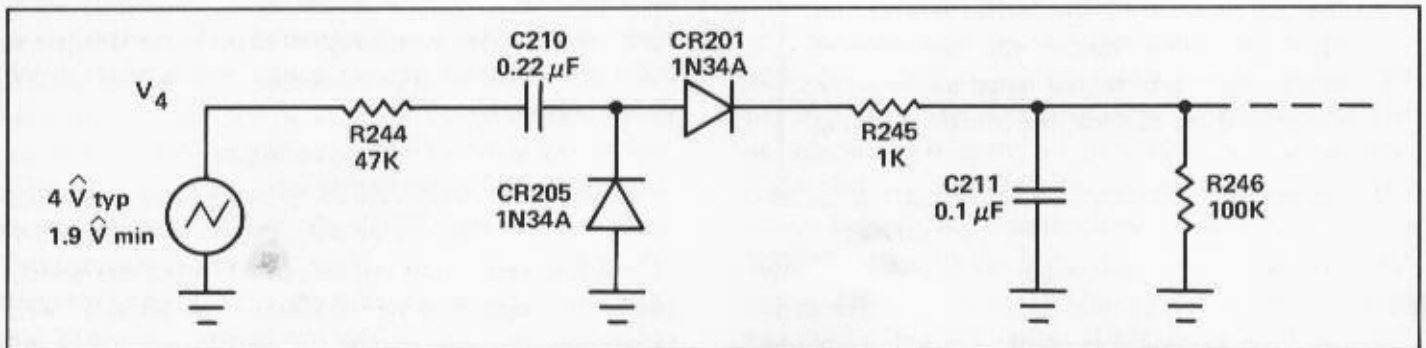 C210
0.22 μF
CR201
1N34A
V4
R244
47K
R245
1K
4 V̂ typ
1.9 V̂ min
CR205
1N34A
C211
0.1 μF
R246
100K